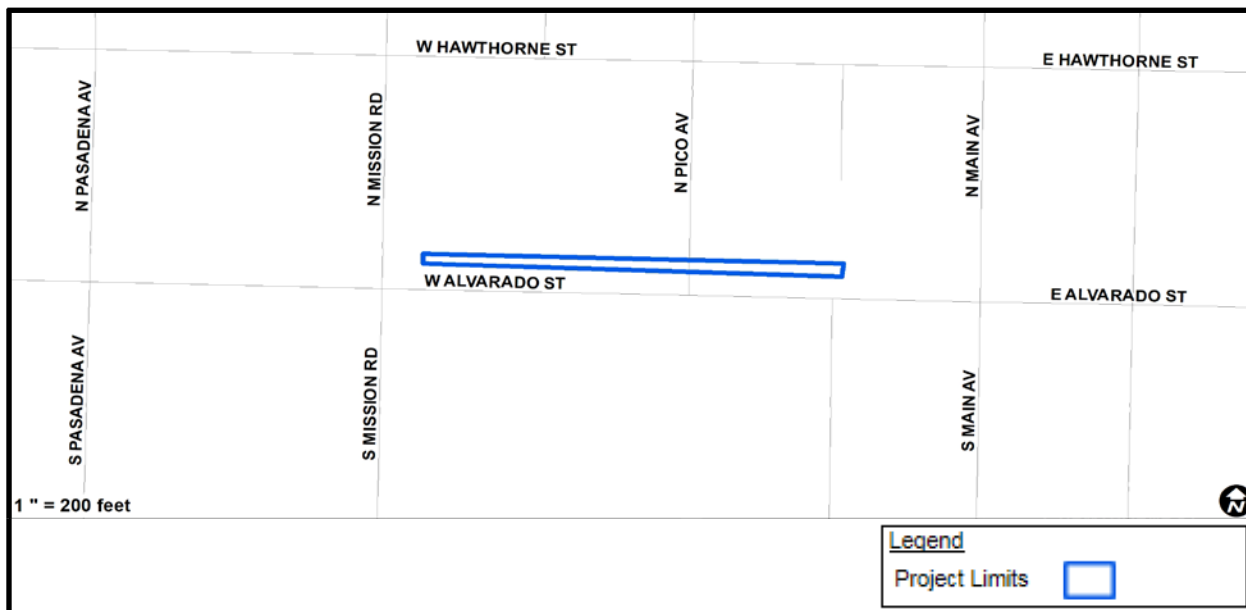 W HAWTHORNE ST
E HAWTHORNE ST
N PASADENA AV
N MISSION RD
N PICO AV
N MAIN AV
W ALVARADO ST
E ALVARADO ST
S PASADENA AV
S MISSION RD
S MAIN AV
1 " = 200 feet
N
Legend
Project Limits